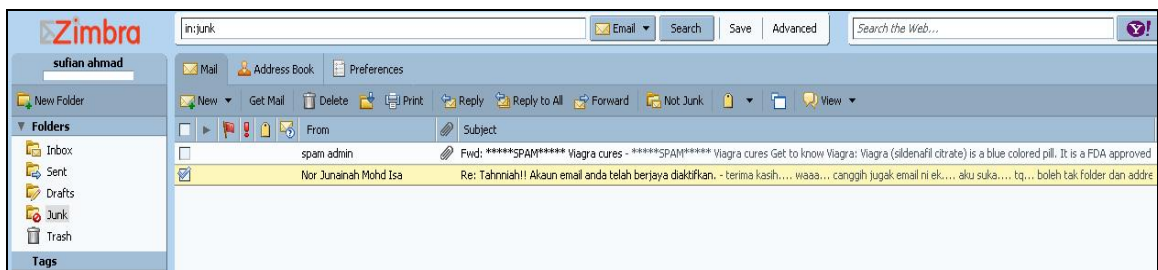 Zimbra
in:junk Email Search Save Advanced Search the Web... Y!
sufian ahmad
Mail Address Book Preferences
New Folder New Get Mail Delete Print Reply Reply to All Forward Not Junk View
Folders From Subject
Inbox
spam admin Fwd: *****SPAM***** Viagra cures - *****SPAM***** Viagra cures Get to know Viagra: Viagra (sildenafil citrate) is a blue colored pill. It is a FDA approved
Sent
Nor Junainah Mohd Isa Re: Tahnniah!! Akaun email anda telah berjaya diaktifkan. - terima kasih.... waaa... canggih jugak email ni ek.... aku suka.... tq... boleh tak folder dan addre
Drafts
Junk
Trash
Tags